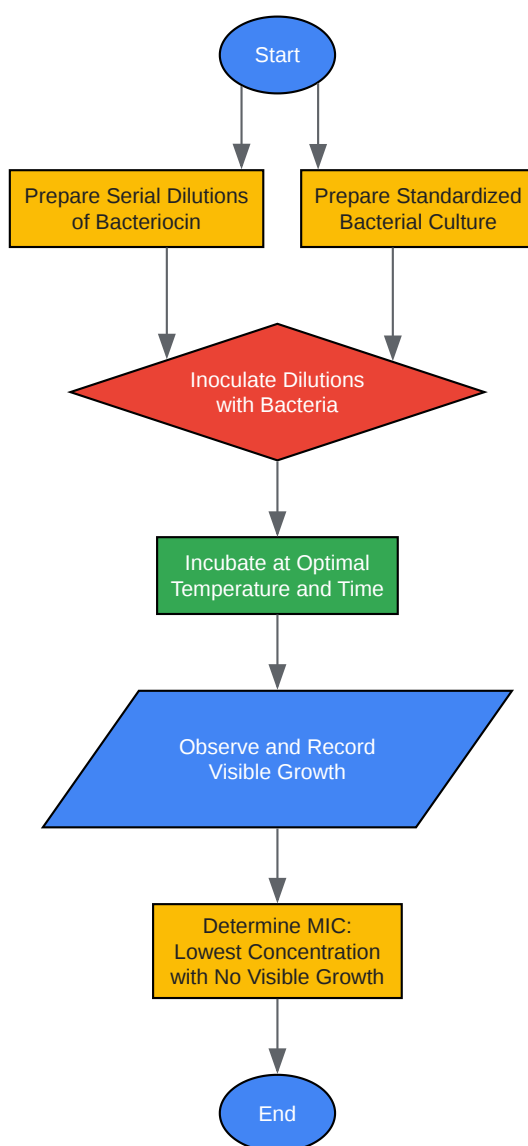 Start
Prepare Serial Dilutions
of Bacteriocin
Prepare Standardized
Bacterial Culture
Inoculate Dilutions
with Bacteria
Incubate at Optimal
Temperature and Time
Observe and Record
Visible Growth
Determine MIC:
Lowest Concentration
with No Visible Growth
End